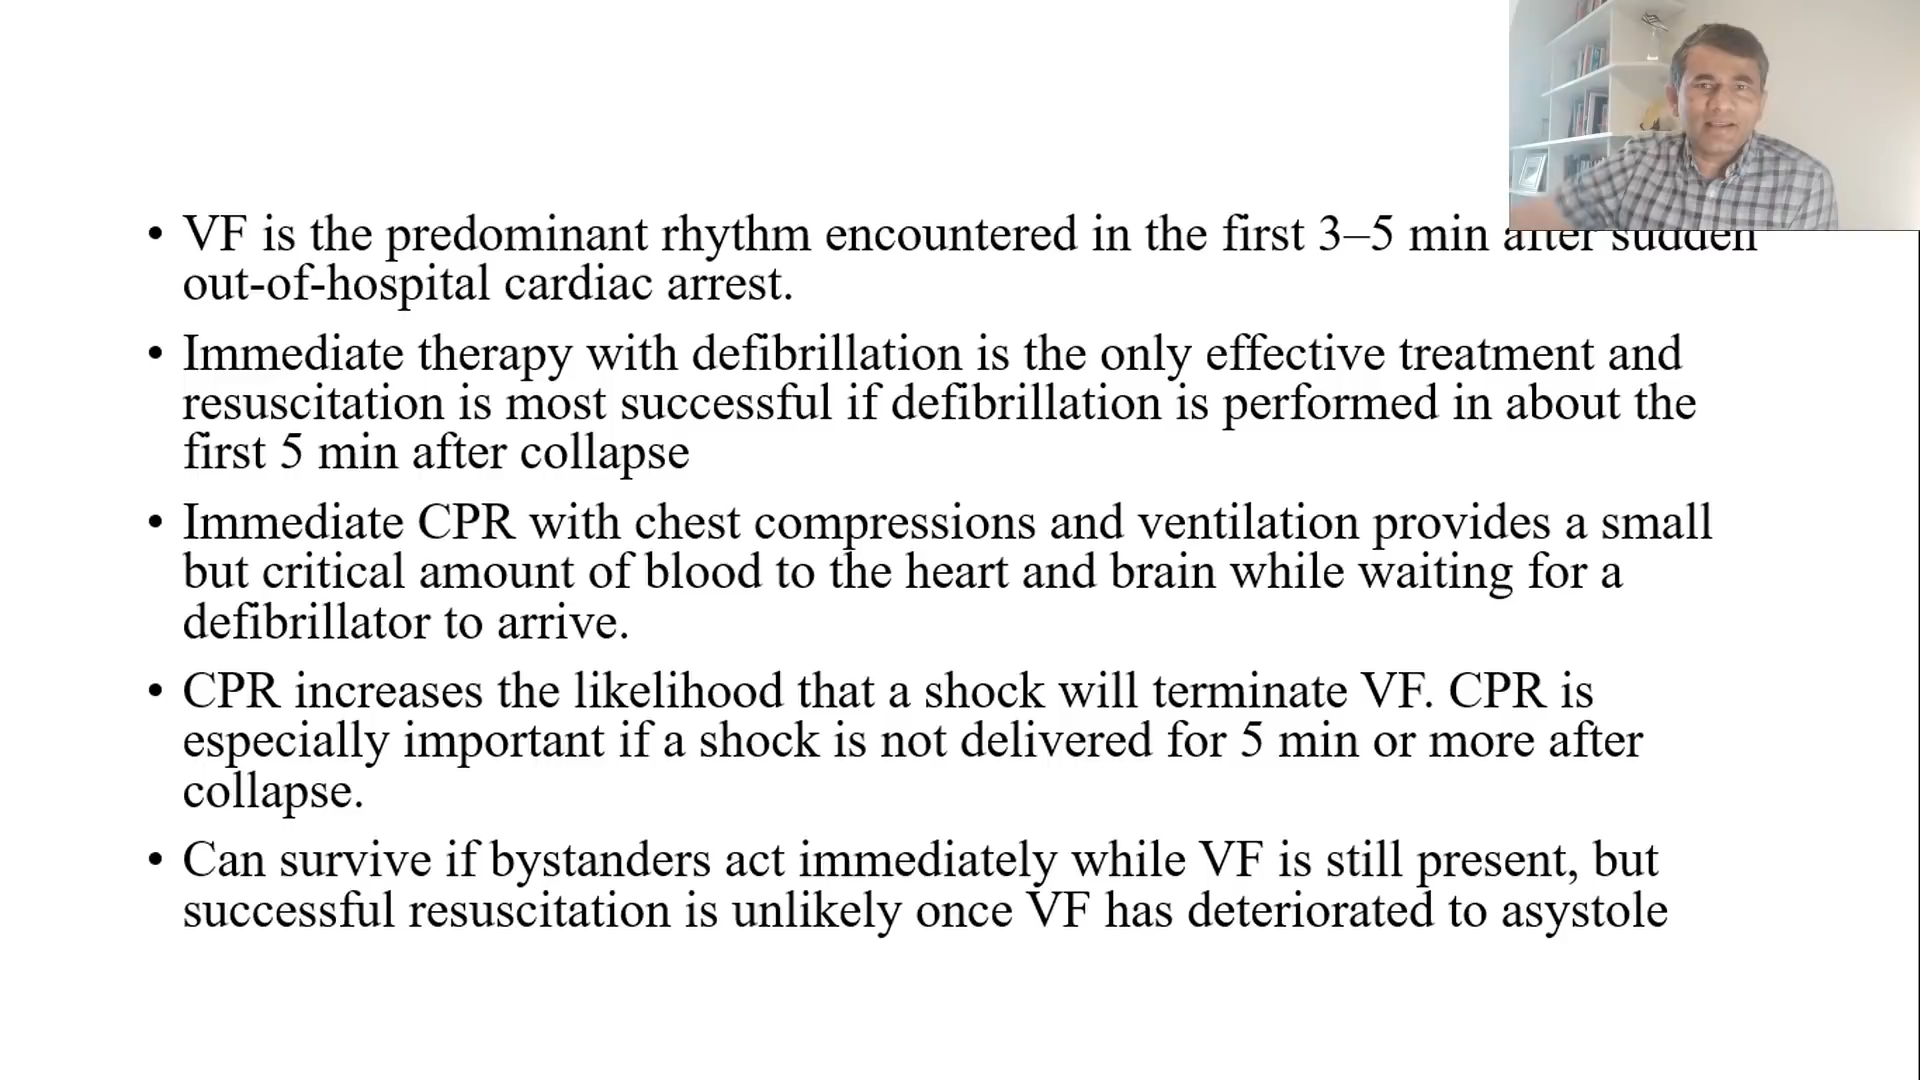 • VF is the predominant rhythm encountered in the first 3–5 min after sudden
out-of-hospital cardiac arrest.
• Immediate therapy with defibrillation is the only effective treatment and
resuscitation is most successful if defibrillation is performed in about the
first 5 min after collapse
• Immediate CPR with chest compressions and ventilation provides a small
but critical amount of blood to the heart and brain while waiting for a
defibrillator to arrive.
• CPR increases the likelihood that a shock will terminate VF. CPR is
especially important if a shock is not delivered for 5 min or more after
collapse.
• Can survive if bystanders act immediately while VF is still present, but
successful resuscitation is unlikely once VF has deteriorated to asystole